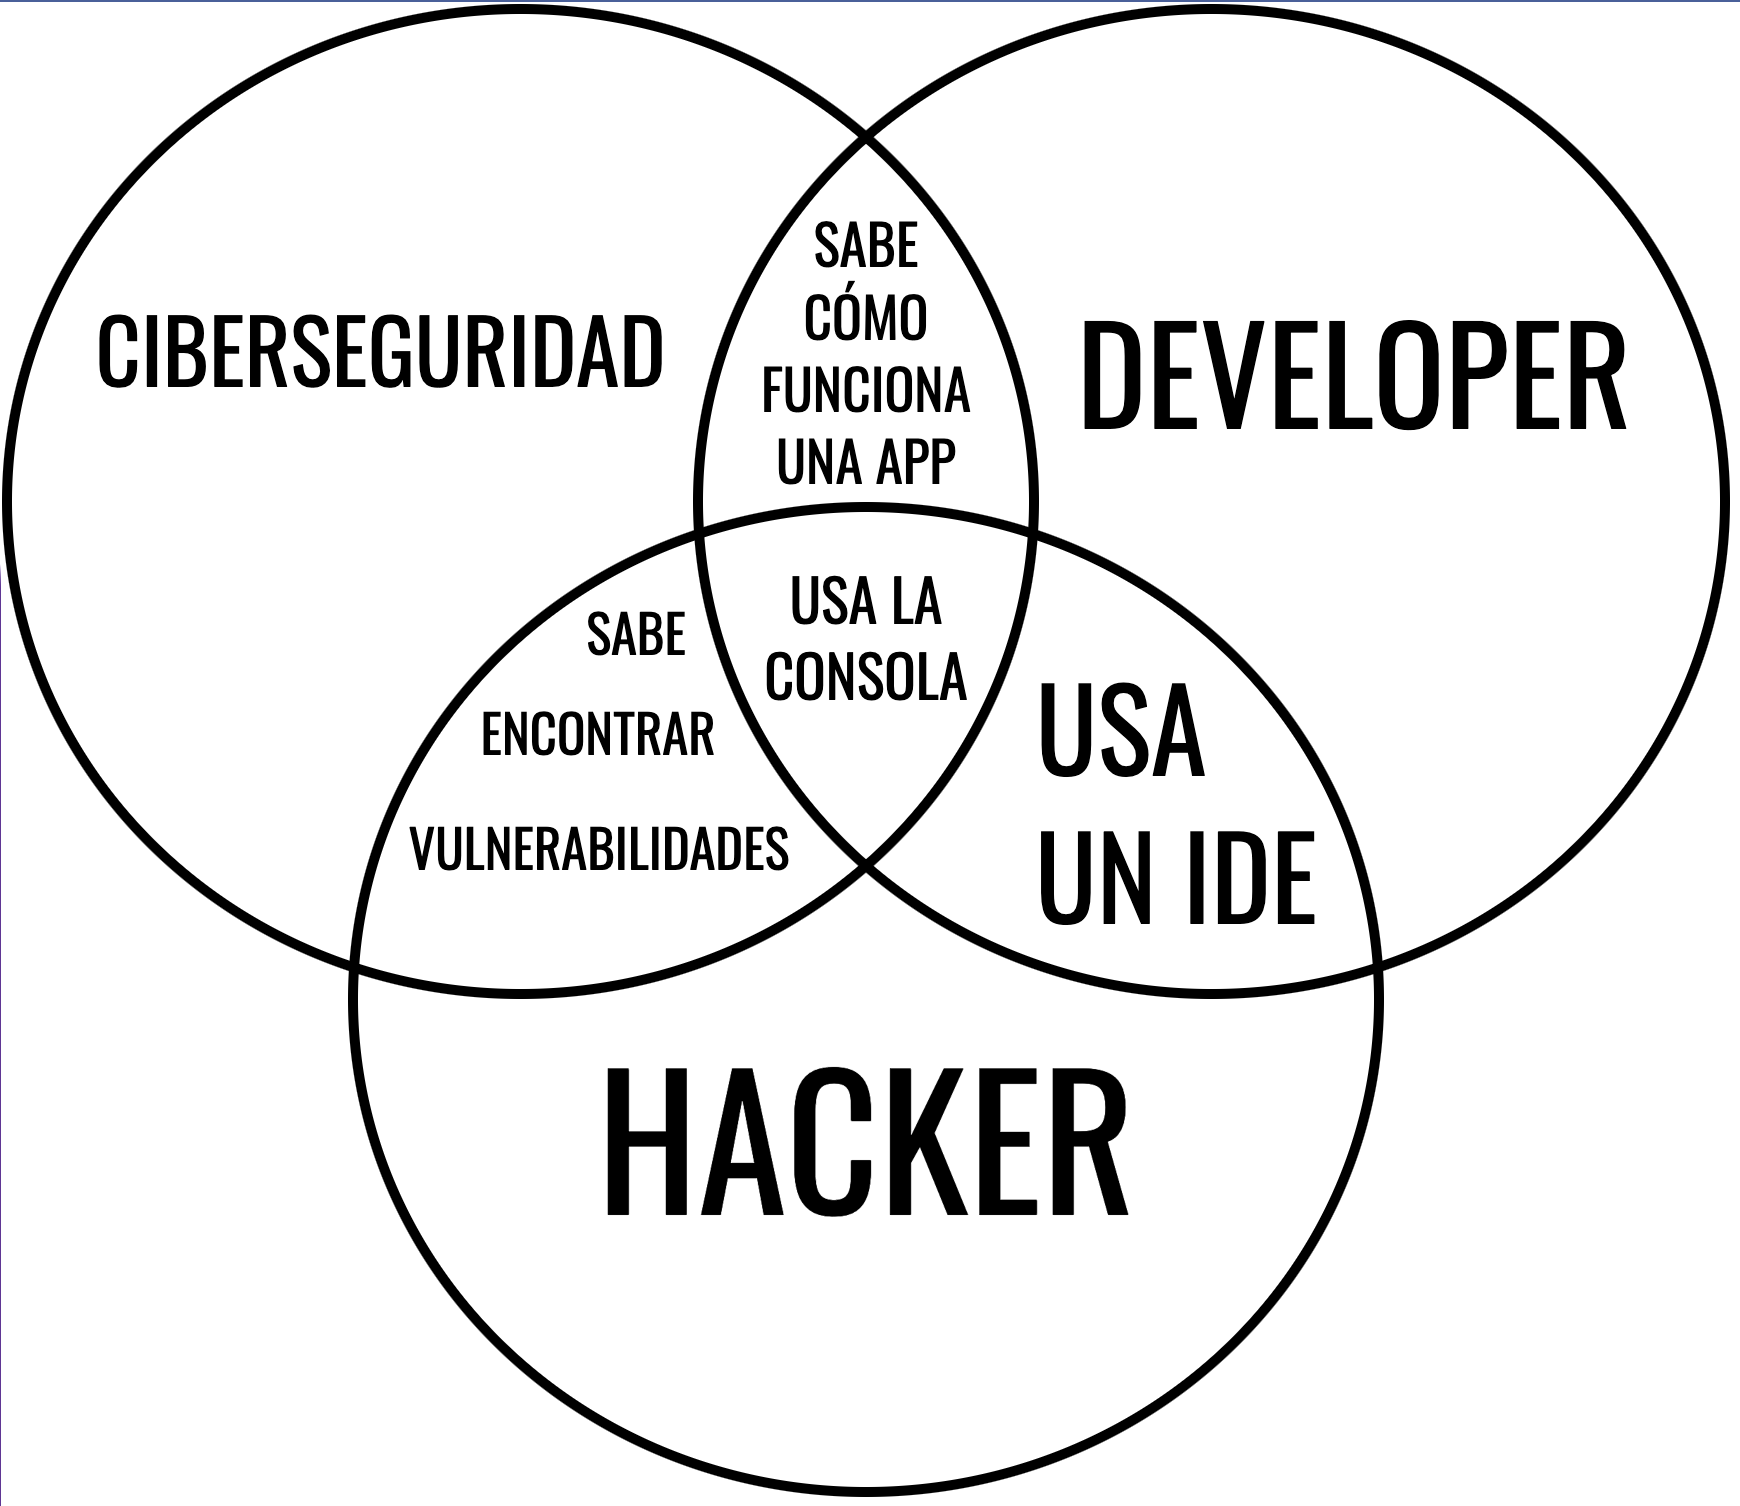 CIBERSEGURIDAD
SABE
CÓMO
FUNCIONA
UNA APP
DEVELOPER
SABE
ENCONTRAR
VULNERABILIDADES
USA LA
CONSOLA
USA
UN IDE
HACKER